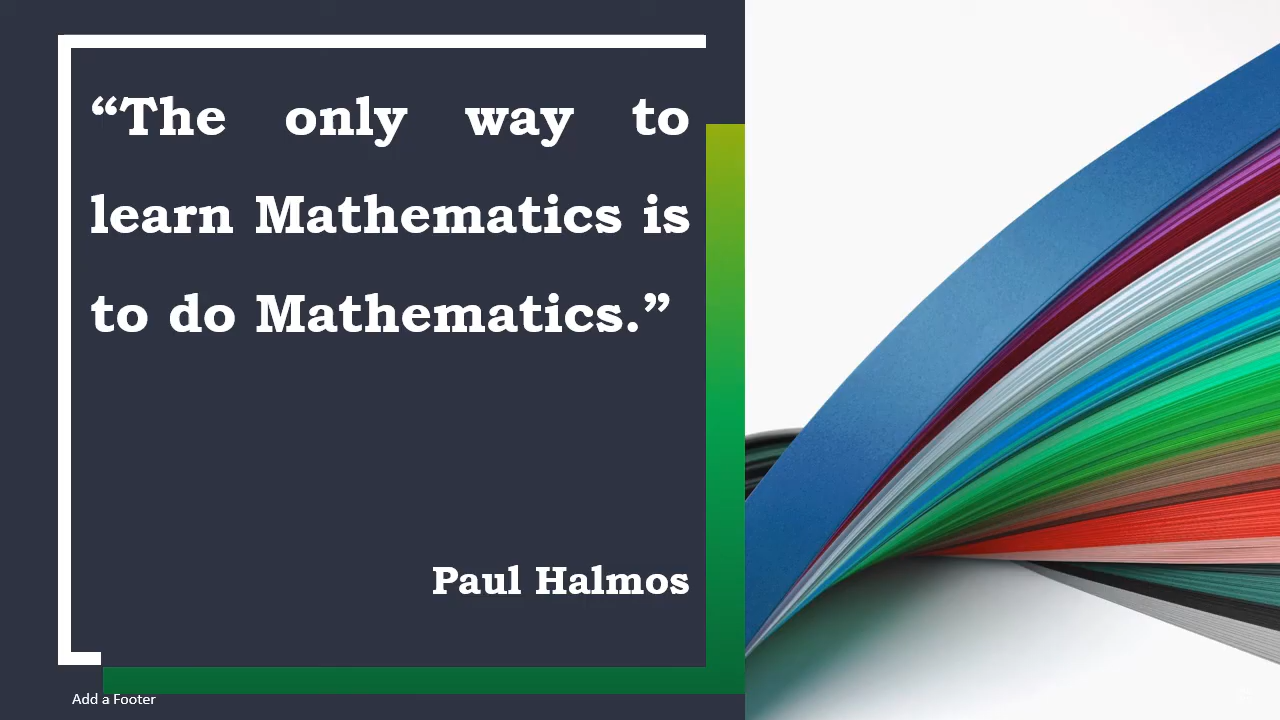 “The only way to
learn Mathematics is
to do Mathematics.”
Paul Halmos
Add a Footer